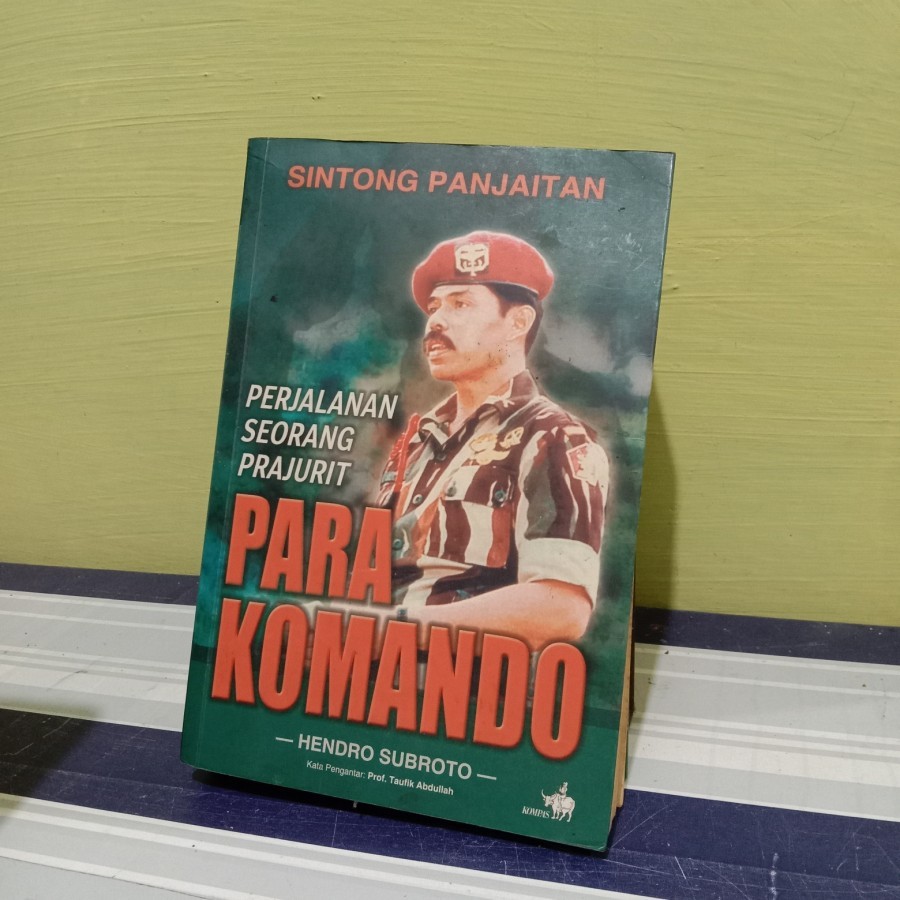 SINTONG PANJAITAN
PERJALANAN
SEORANG
PRAJURIT
PARA
KOMANDO
— HENDRO SUBROTO —
Kata Pengantar: Prof. Taufik Abdullah
KOMPAS